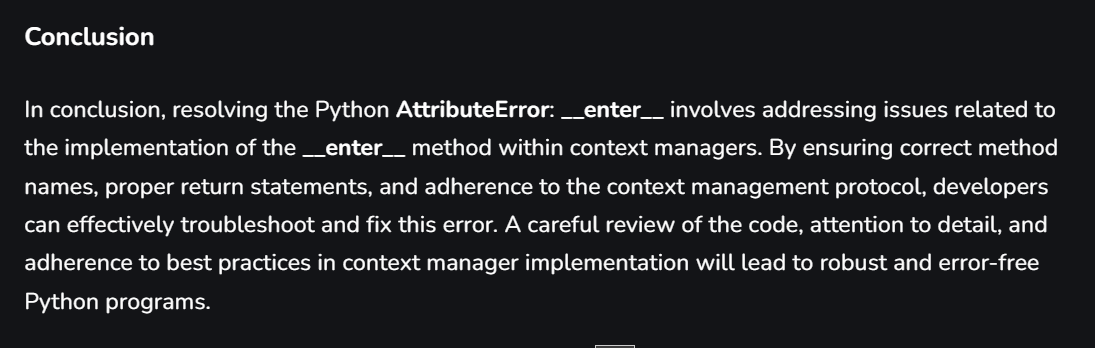 Conclusion
In conclusion, resolving the Python AttributeError: __enter__ involves addressing issues related to
the implementation of the __enter__ method within context managers. By ensuring correct method
names, proper return statements, and adherence to the context management protocol, developers
can effectively troubleshoot and fix this error. A careful review of the code, attention to detail, and
adherence to best practices in context manager implementation will lead to robust and error-free
Python programs.